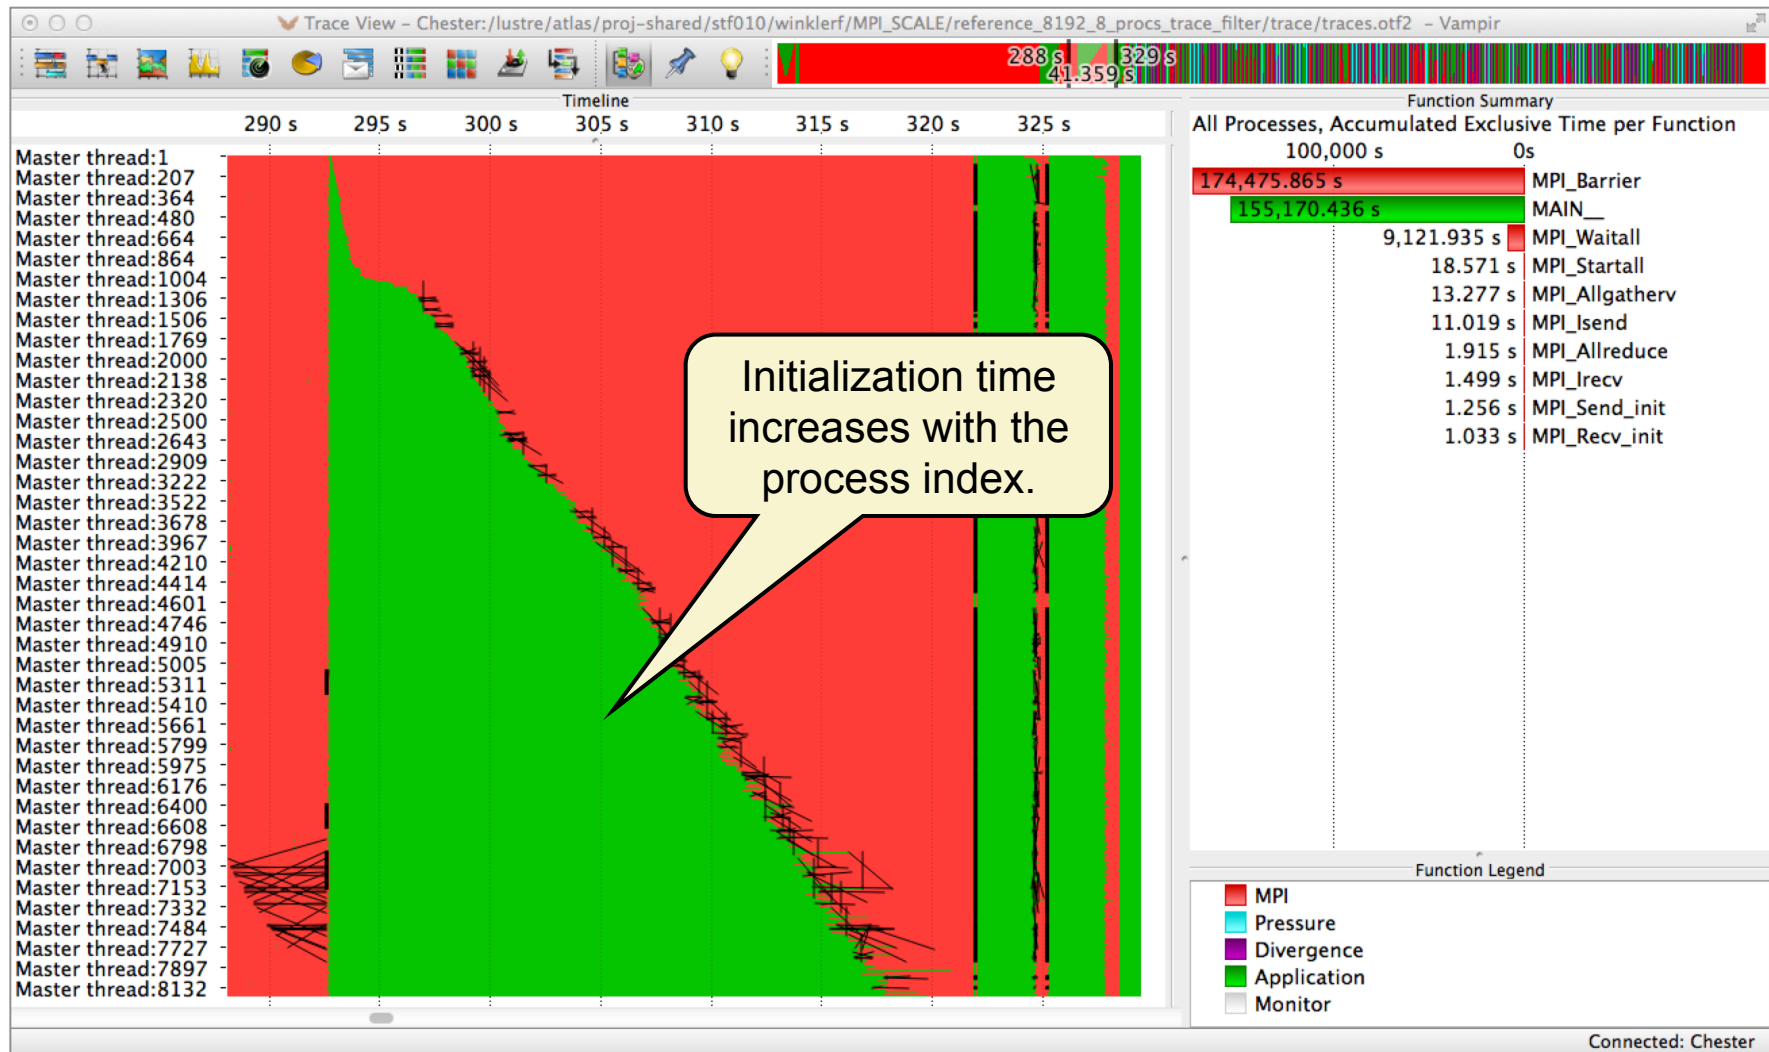 Trace View – Chester:/lustre/atlas/proj-shared/stf010/winklerf/MPI_SCALE/reference_8192_8_procs_trace_filter/trace/traces.otf2 – Vampir
288 s 329 s
41.359 s
Timeline
290 s 295 s 300 s 305 s 310 s 315 s 320 s 325 s
Master thread:1
Master thread:207
Master thread:364
Master thread:480
Master thread:664
Master thread:864
Master thread:1004
Master thread:1306
Master thread:1506
Master thread:1769
Master thread:2000
Master thread:2138
Master thread:2320
Master thread:2500
Master thread:2643
Master thread:2909
Master thread:3222
Master thread:3522
Master thread:3678
Master thread:3967
Master thread:4210
Master thread:4414
Master thread:4601
Master thread:4746
Master thread:4910
Master thread:5005
Master thread:5311
Master thread:5410
Master thread:5661
Master thread:5799
Master thread:5975
Master thread:6176
Master thread:6400
Master thread:6608
Master thread:6798
Master thread:7003
Master thread:7153
Master thread:7332
Master thread:7484
Master thread:7727
Master thread:7897
Master thread:8132
Initialization time
increases with the
process index.
Function Summary
All Processes, Accumulated Exclusive Time per Function
100,000 s 0s
174,475.865 s MPI_Barrier
155,170.436 s MAIN__
9,121.935 s MPI_Waitall
18.571 s MPI_Startall
13.277 s MPI_Allgatherv
11.019 s MPI_Isend
1.915 s MPI_Allreduce
1.499 s MPI_Irecv
1.256 s MPI_Send_init
1.033 s MPI_Recv_init
Function Legend
MPI
Pressure
Divergence
Application
Monitor
Connected: Chester